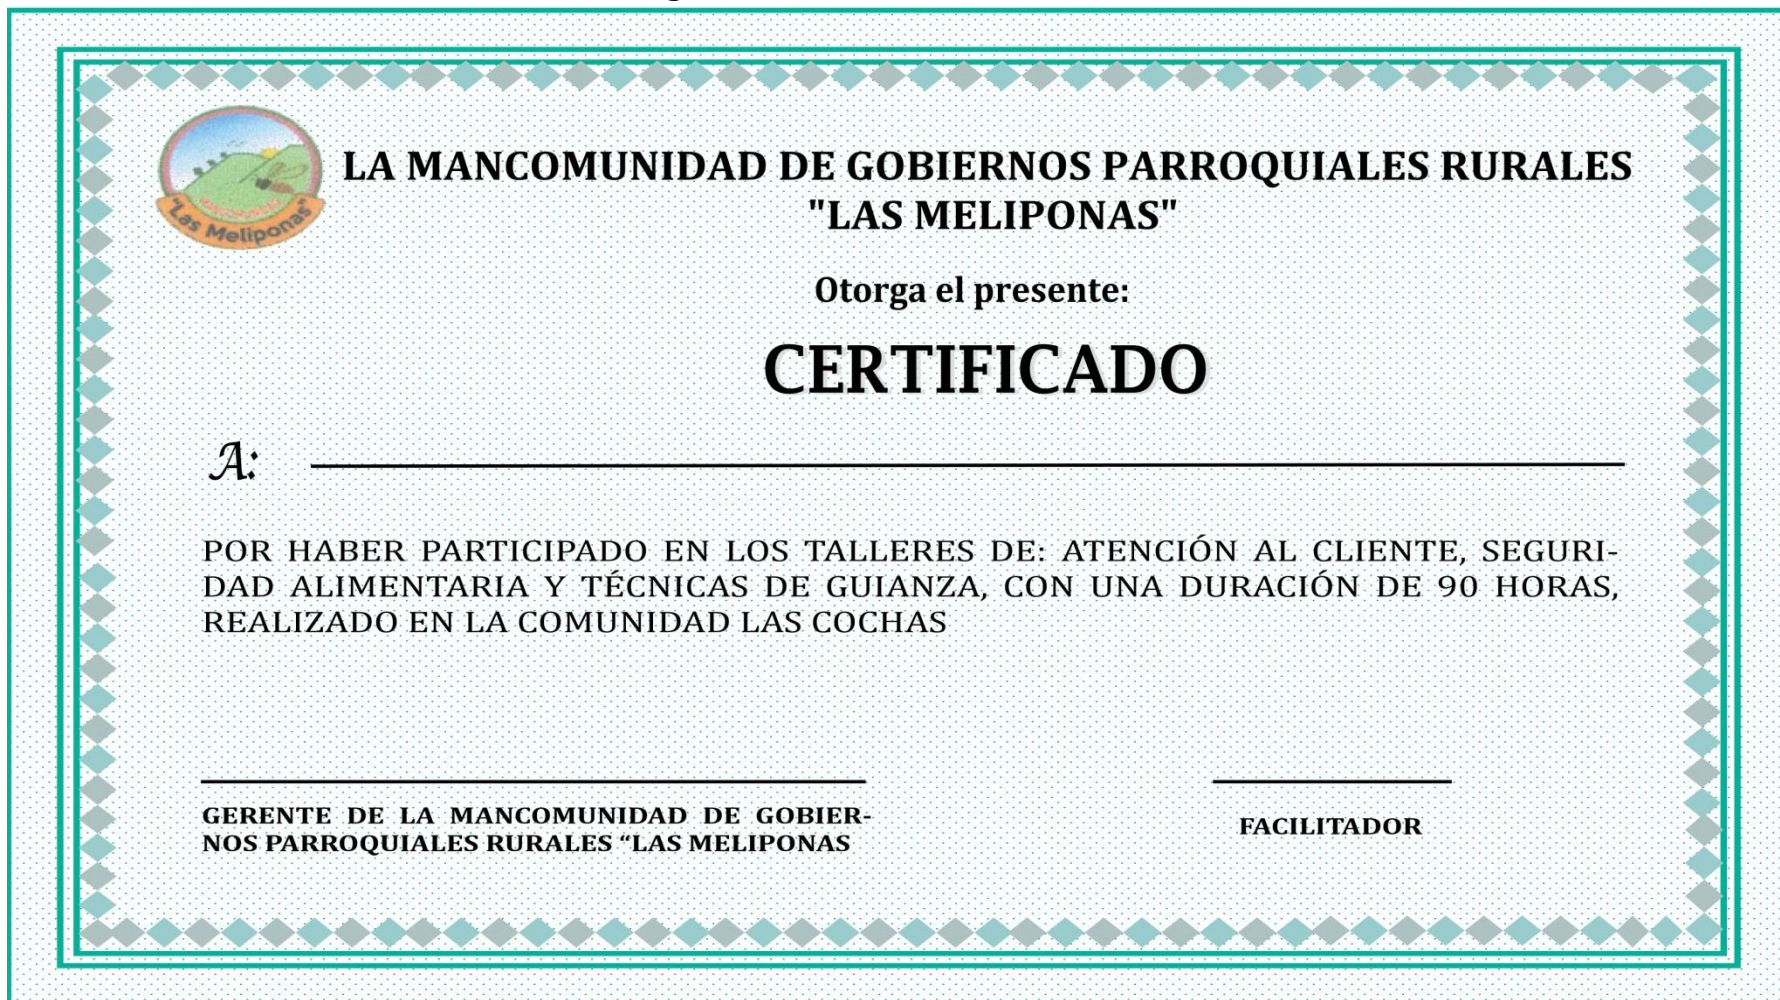 LA MANCOMUNIDAD DE GOBIERNOS PARROQUIALES RURALES
"LAS MELIPONAS"
Otorga el presente:
CERTIFICADO
A:
POR HABER PARTICIPADO EN LOS TALLERES DE: ATENCIÓN AL CLIENTE, SEGURI-
DAD ALIMENTARIA Y TÉCNICAS DE GUIANZA, CON UNA DURACIÓN DE 90 HORAS,
REALIZADO EN LA COMUNIDAD LAS COCHAS
GERENTE DE LA MANCOMUNIDAD DE GOBIER-
NOS PARROQUIALES RURALES “LAS MELIPONAS
FACILITADOR
MANCOMUNIDAD
"Las Meliponas"